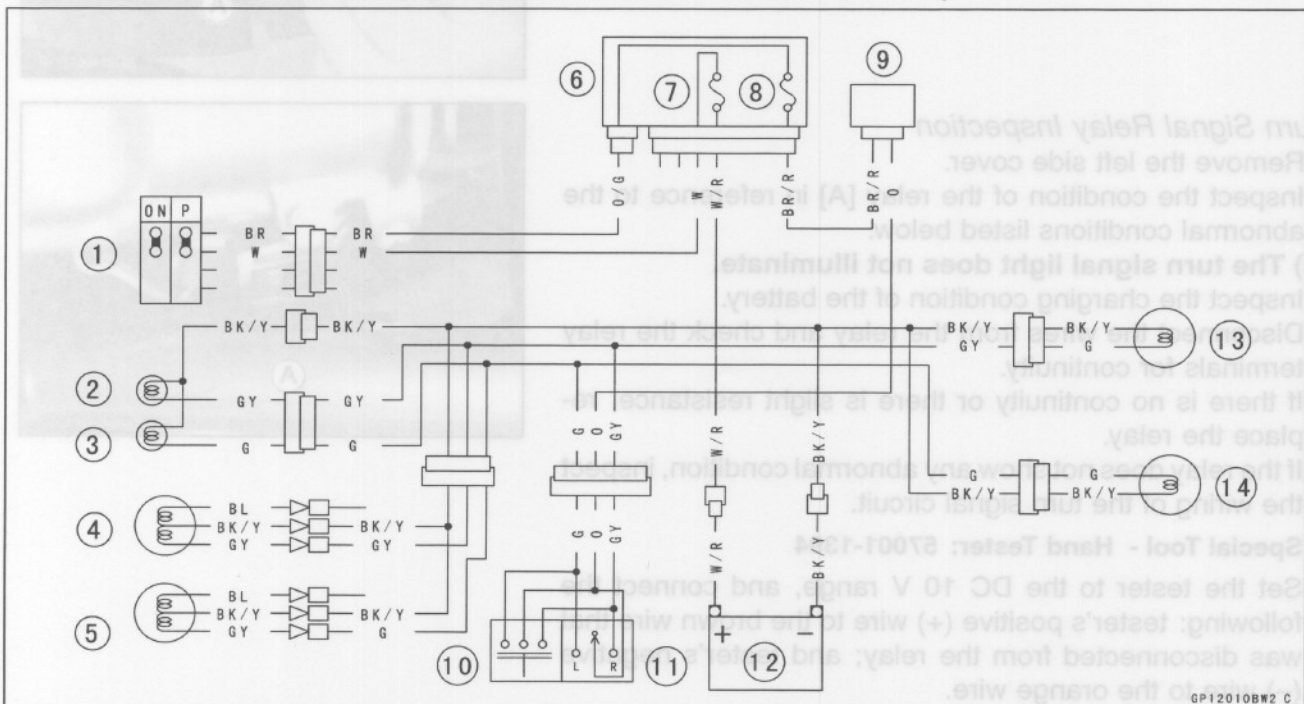 6
7
8
9
urn Signal Relay Inspection
Remove the left side cover.
Inspect the condition of the relay [A] in reference to the
abnormal conditions listed below.
) The turn signal light does not illuminate.
inspect the charging condition of the battery.
Disconnect the wires from the relay and check the relay
terminals for continuity.
If there is no continuity or there is slight resistance, re-
place the relay.
If the relay does not show any abnormal condition, inspect
the wiring of the turn signal circuit.
Special Tool - Hand Tester: 57001-1394
Set the tester to the DC 10 V range, and connect the
following: tester's positive (+) wire to the brown wire that
was disconnected from the relay; and tester's negative
(-) wire to the orange wire.
A
A
W
W/R
BR/R
BR/R
O
ON P
1
BR BR
W W
BK/Y BK/Y
BK/Y BK/Y
GY G
13
2
GY GY
3
G G
G O GY
W/R
BK/Y
G G
BK/Y BK/Y
14
4
BL
BK/Y BK/Y
GY GY
G O GY
W/R
BK/Y
5
BL
BK/Y BK/Y
GY G
10
L R
11
+ −
12
GP12010BW2 C